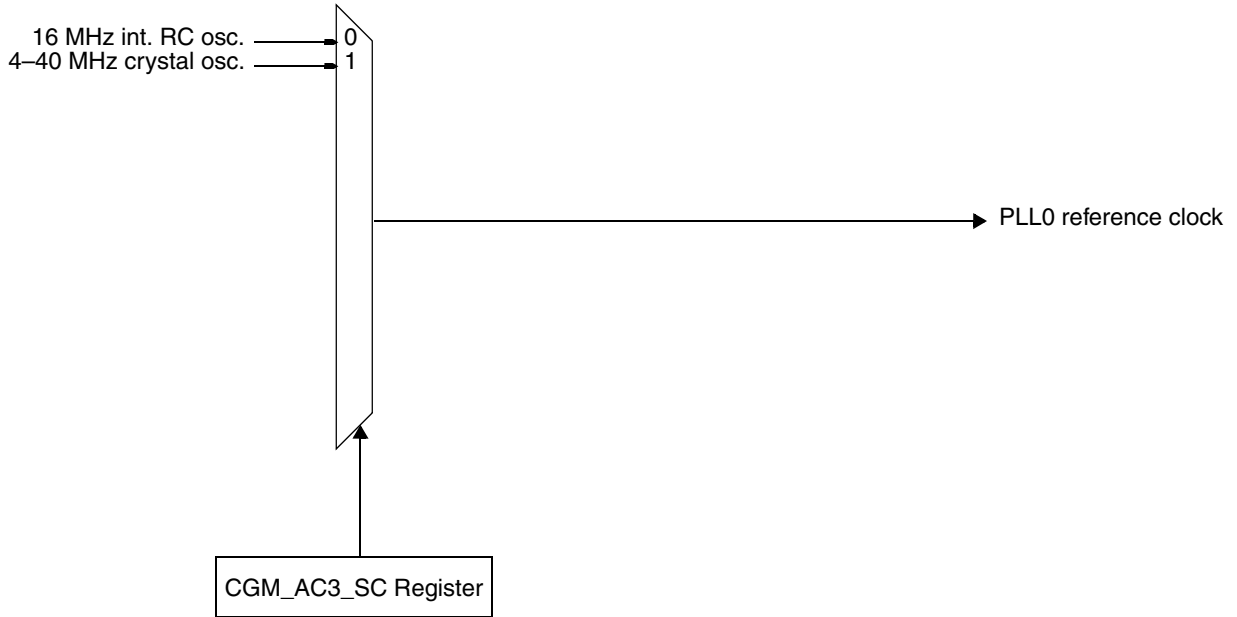 16 MHz int. RC osc.
0
4–40 MHz crystal osc.
1
PLL0 reference clock
CGM_AC3_SC Register